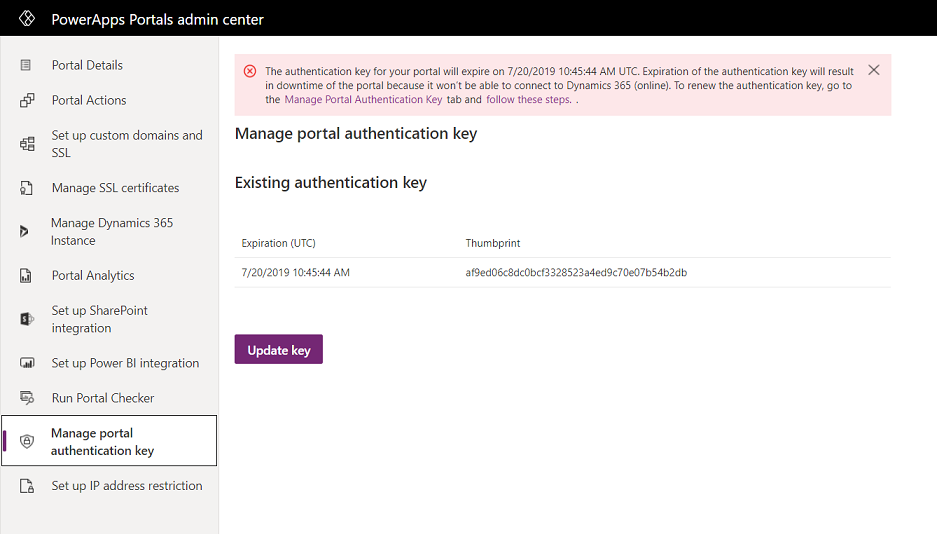 PowerApps Portals admin center
Portal Details
Portal Actions
Set up custom domains and
SSL
Manage SSL certificates
Manage Dynamics 365
Instance
Portal Analytics
Set up SharePoint
integration
Set up Power BI integration
Run Portal Checker
Manage portal
authentication key
Set up IP address restriction
The authentication key for your portal will expire on 7/20/2019 10:45:44 AM UTC. Expiration of the authentication key will result
in downtime of the portal because it won't be able to connect to Dynamics 365 (online). To renew the authentication key, go to
the Manage Portal Authentication Key tab and follow these steps. .
Manage portal authentication key
Existing authentication key
Expiration (UTC) Thumbprint
7/20/2019 10:45:44 AM af9ed06c8dc0bcf3328523a4ed9c70e07b54b2db
Update key